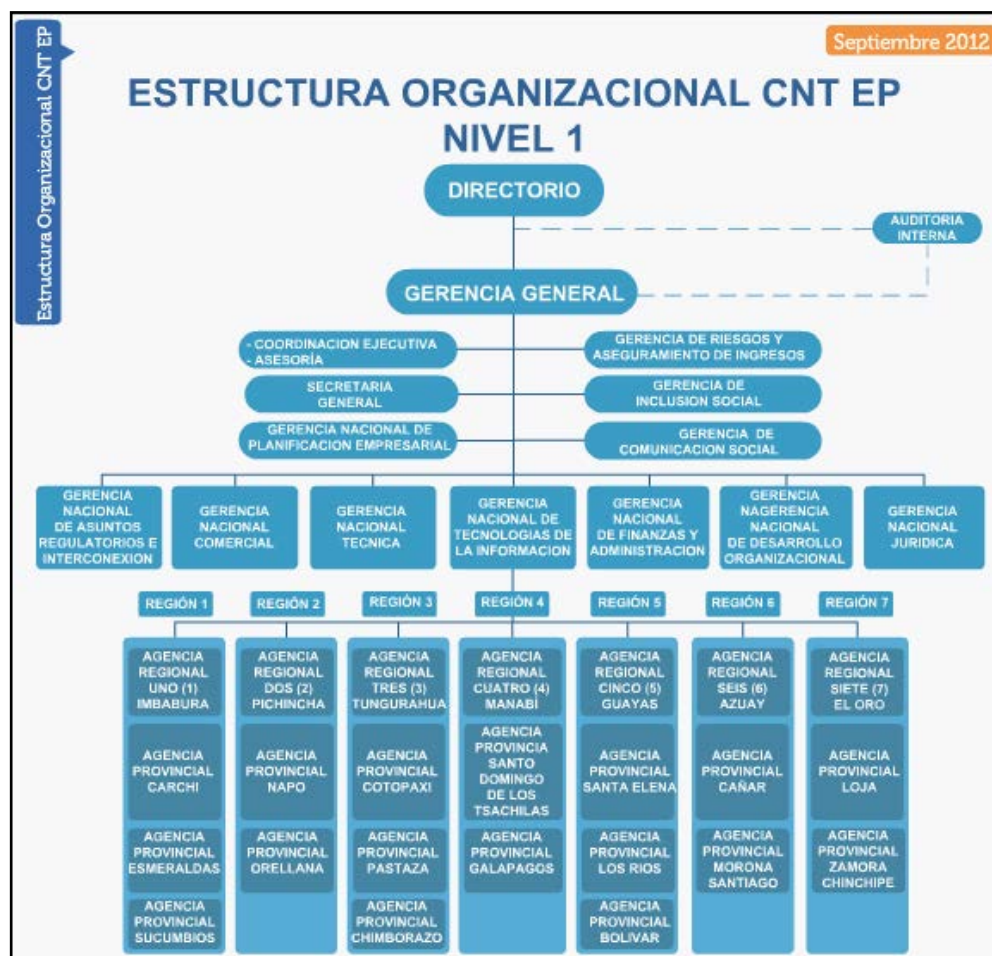 Estructura Organizacional CNT EP
Septiembre 2012
ESTRUCTURA ORGANIZACIONAL CNT EP
NIVEL 1
DIRECTORIO
AUDITORIA
INTERNA
GERENCIA GENERAL
- COORDINACION EJECUTIVA
- ASESORÍA
GERENCIA DE RIESGOS Y
ASEGURAMIENTO DE INGRESOS
SECRETARIA
GENERAL
GERENCIA DE
INCLUSION SOCIAL
GERENCIA NACIONAL DE
PLANIFICACION EMPRESARIAL
GERENCIA DE
COMUNICACION SOCIAL
GERENCIA
NACIONAL
DE ASUNTOS
REGULATORIOS E
INTERCONEXION
GERENCIA
NACIONAL
COMERCIAL
GERENCIA
NACIONAL
TECNICA
GERENCIA
NACIONAL DE
TECNOLOGIAS DE
LA INFORMACION
GERENCIA
NACIONAL
DE FINANZAS Y
ADMINISTRACION
GERENCIA
NAGERENCIA
NACIONAL
DE DESARROLLO
ORGANIZACIONAL
GERENCIA
NACIONAL
JURIDICA
REGIÓN 1
REGIÓN 2
REGIÓN 3
REGIÓN 4
REGIÓN 5
REGIÓN 6
REGIÓN 7
AGENCIA
REGIONAL
UNO (1)
IMBABURA
AGENCIA
REGIONAL
DOS (2)
PICHINCHA
AGENCIA
REGIONAL
TRES (3)
TUNGURAHUA
AGENCIA
REGIONAL
CUATRO (4)
MANABÍ
AGENCIA
REGIONAL
CINCO (5)
GUAYAS
AGENCIA
REGIONAL
SEIS (6)
AZUAY
AGENCIA
REGIONAL
SIETE (7)
EL ORO
AGENCIA
PROVINCIAL
CARCHI
AGENCIA
PROVINCIAL
NAPO
AGENCIA
PROVINCIAL
COTOPAXI
AGENCIA
PROVINCIA
SANTO
DOMINGO
DE LOS
TSACHILAS
AGENCIA
PROVINCIAL
SANTA ELENA
AGENCIA
PROVINCIAL
CAÑAR
AGENCIA
PROVINCIAL
LOJA
AGENCIA
PROVINCIAL
ESMERALDAS
AGENCIA
PROVINCIAL
ORELLANA
AGENCIA
PROVINCIAL
PASTAZA
AGENCIA
PROVINCIAL
GALAPAGOS
AGENCIA
PROVINCIAL
LOS RIOS
AGENCIA
PROVINCIAL
MORONA
SANTIAGO
AGENCIA
PROVINCIAL
ZAMORA
CHINCHIPE
AGENCIA
PROVINCIAL
SUCUMBIOS
AGENCIA
PROVINCIAL
CHIMBORAZO
AGENCIA
PROVINCIAL
BOLIVAR